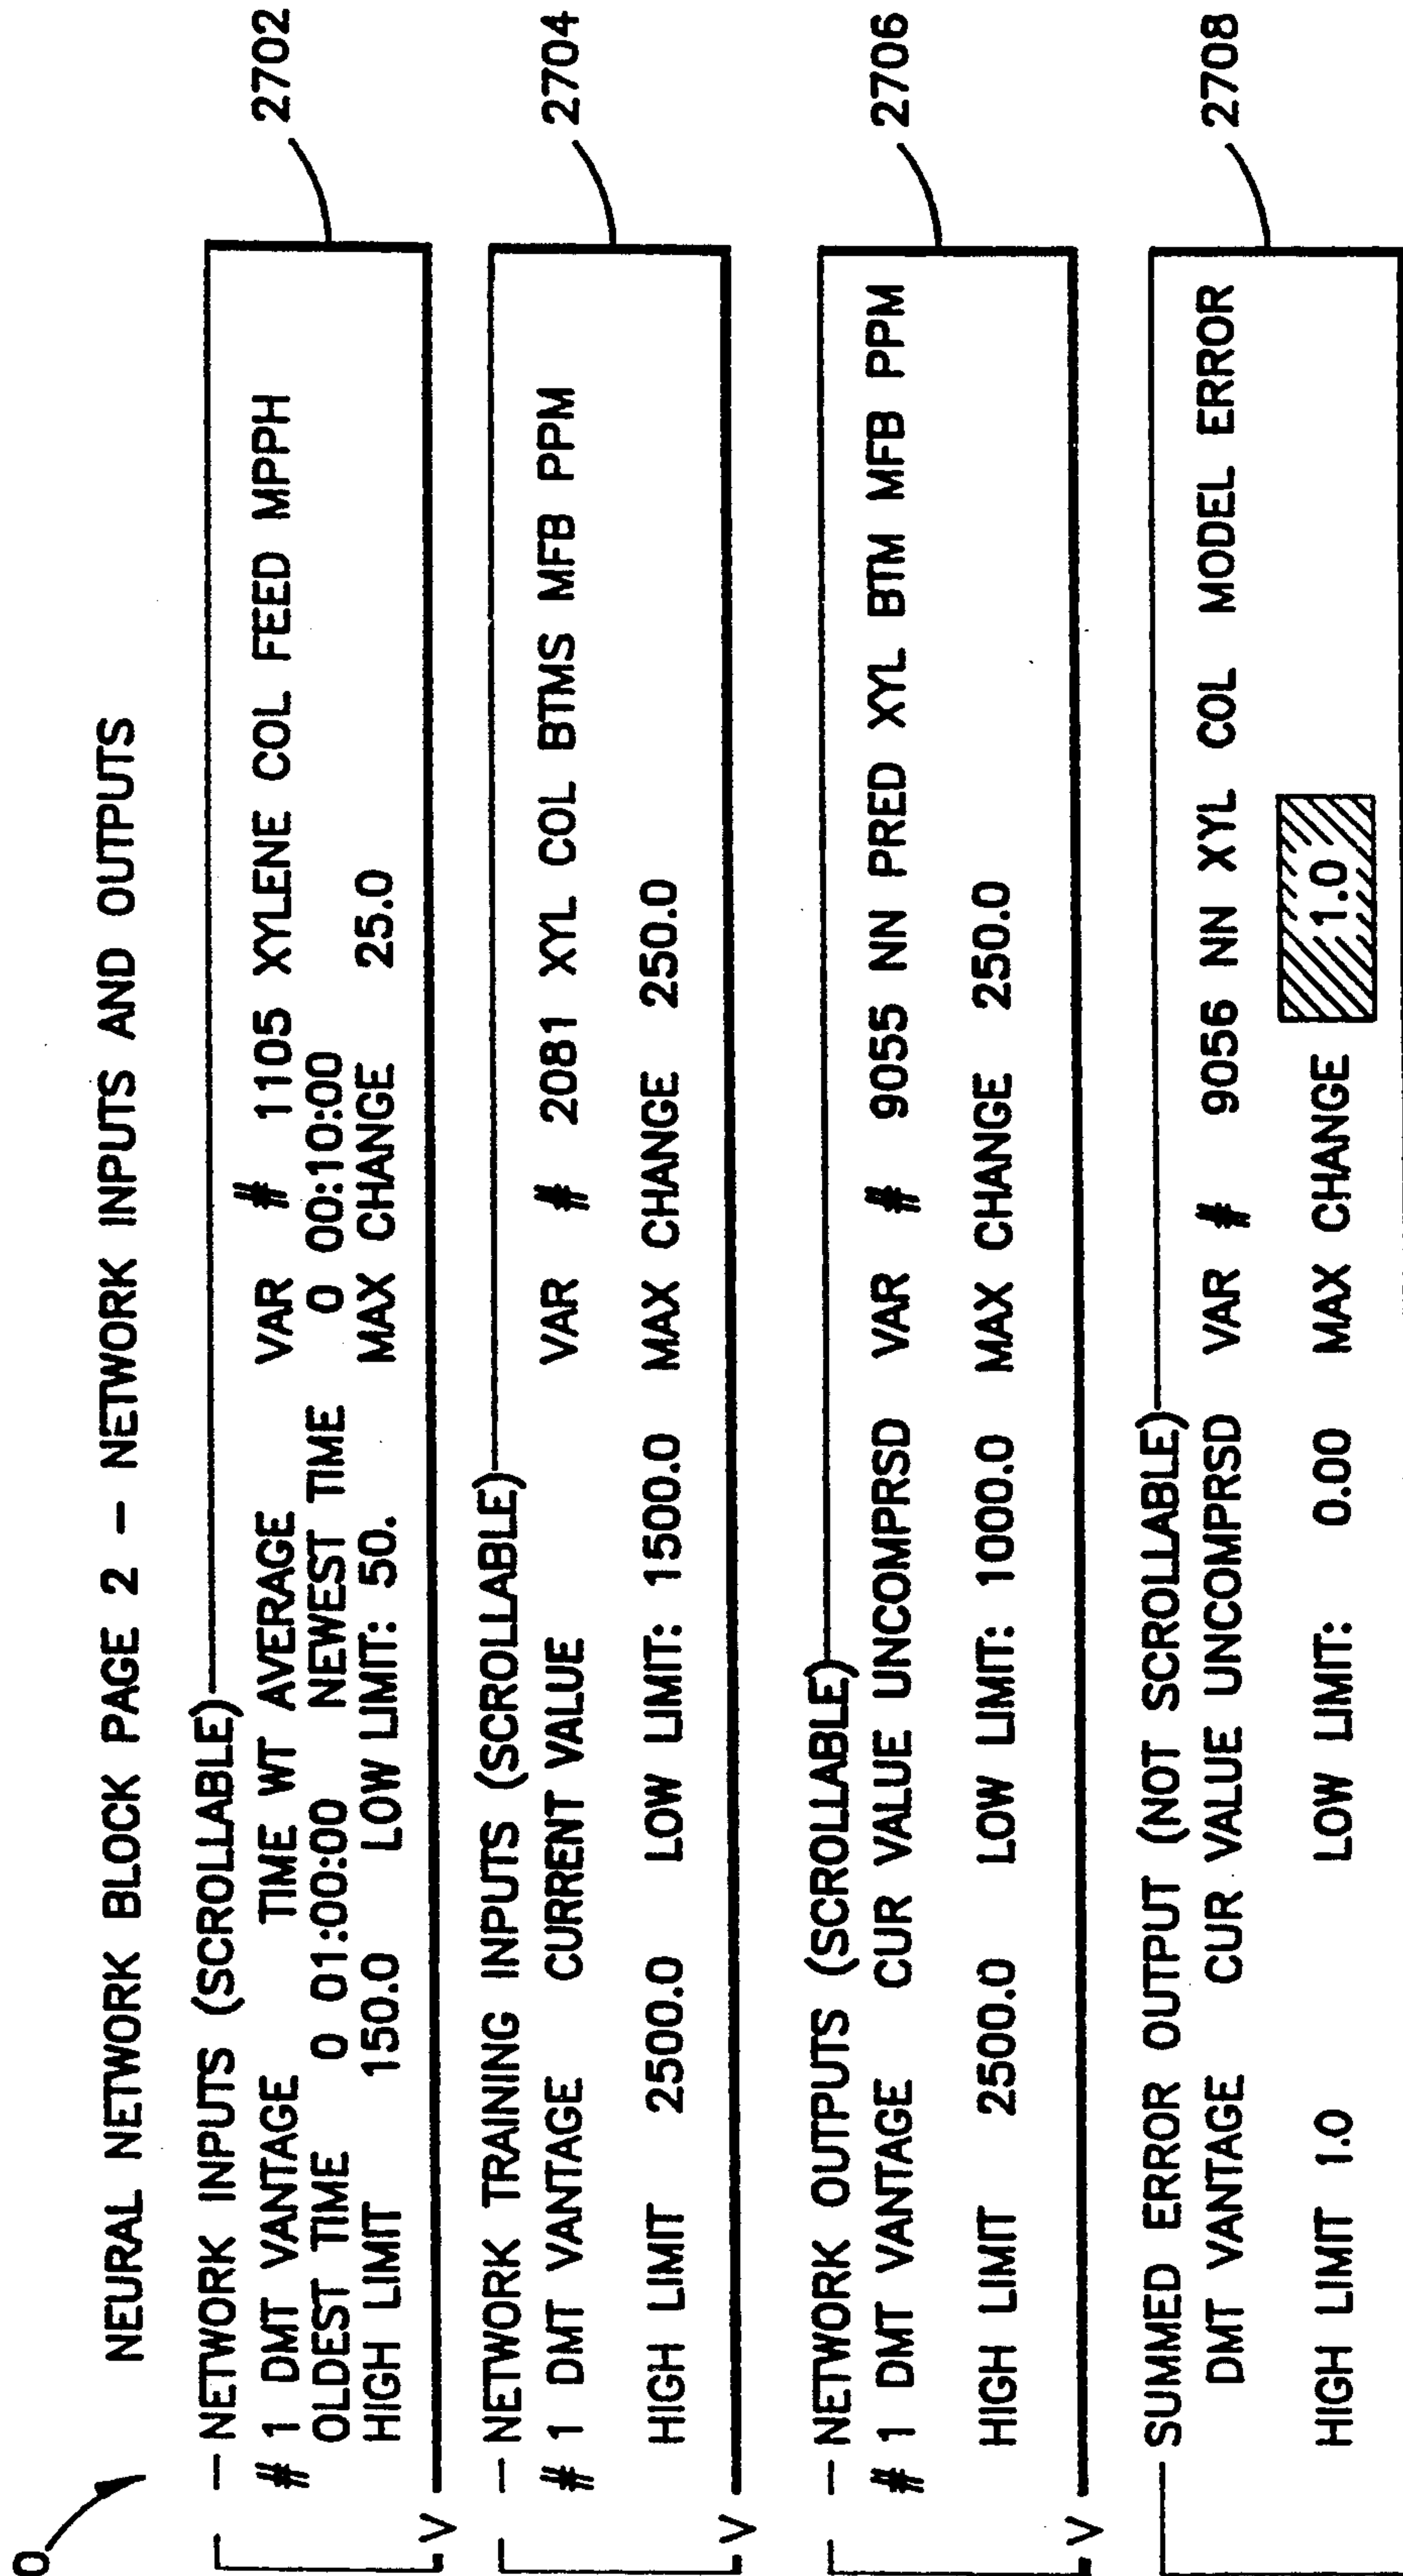 NEURAL NETWORK BLOCK PAGE 2 — NETWORK INPUTS AND OUTPUTS
0
NETWORK INPUTS (SCROLLABLE)
# 1 DMT VANTAGE TIME WT AVERAGE VAR # 1105 XYLENE COL FEED MPPH
OLDEST TIME 0 01:00:00 NEWEST TIME 0 00:10:00
HIGH LIMIT 150.0 LOW LIMIT: 50. MAX CHANGE 25.0
V
2702
NETWORK TRAINING INPUTS (SCROLLABLE)
# 1 DMT VANTAGE CURRENT VALUE VAR # 2081 XYL COL BTMS MFB PPM
HIGH LIMIT 2500.0 LOW LIMIT: 1500.0 MAX CHANGE 250.0
V
2704
NETWORK OUTPUTS (SCROLLABLE)
# 1 DMT VANTAGE CUR VALUE UNCOMPRSD VAR # 9055 NN PRED XYL BTM MFB PPM
HIGH LIMIT 2500.0 LOW LIMIT: 1000.0 MAX CHANGE 250.0
V
2706
SUMMED ERROR OUTPUT (NOT SCROLLABLE)
DMT VANTAGE CUR VALUE UNCOMPRSD VAR # 9056 NN XYL COL MODEL ERROR
HIGH LIMIT 1.0 LOW LIMIT: 0.00 MAX CHANGE 1.0
2708